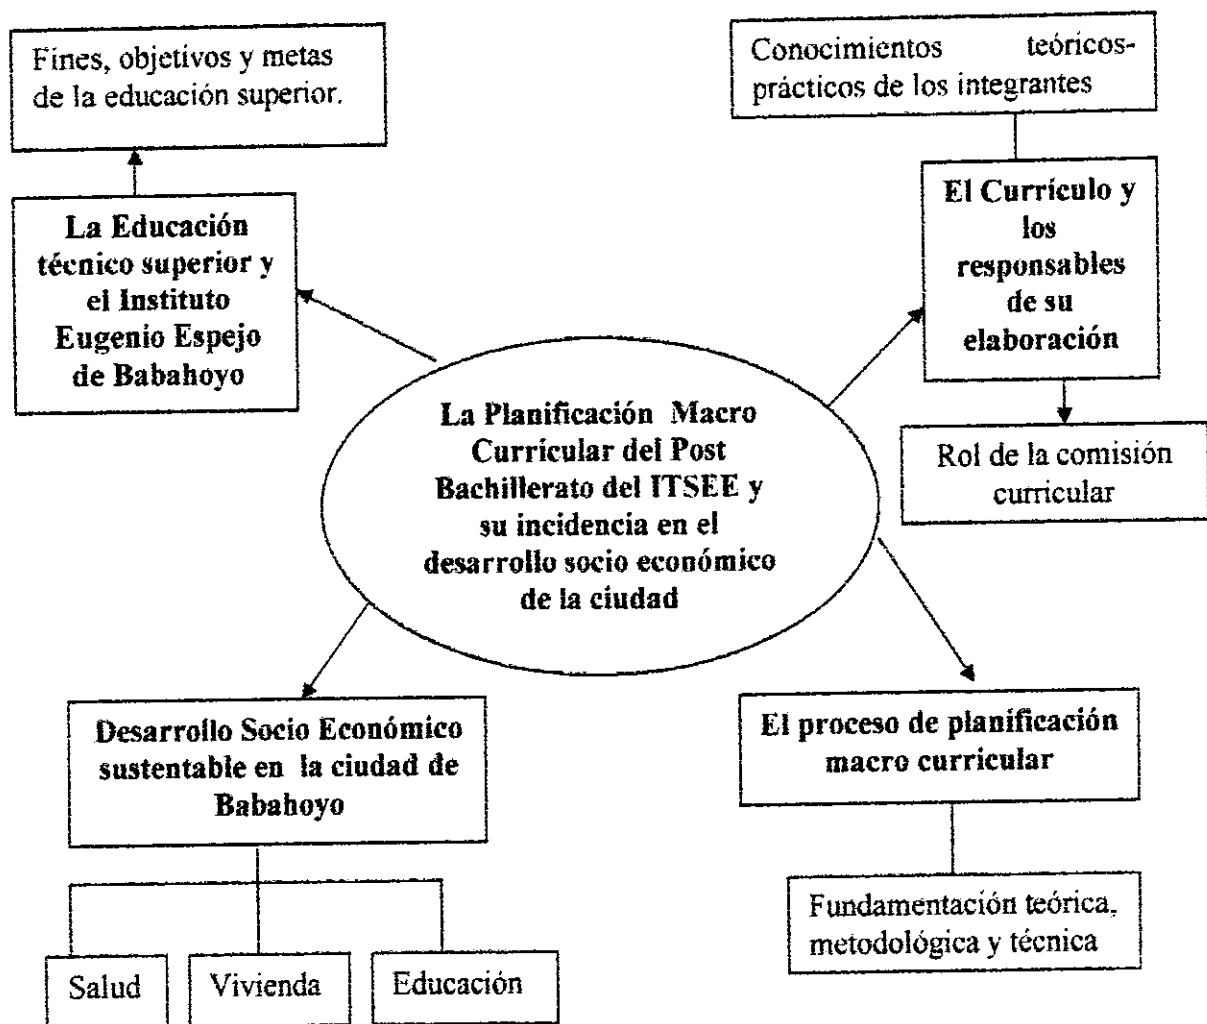 Fines, objetivos y metas
de la educación superior.
Conocimientos teóricos-
prácticos de los integrantes
La Educación
técnico superior y
el Instituto
Eugenio Espejo
de Babahoyo
El Currículo y
los
responsables
de su
elaboración
La Planificación Macro
Curricular del Post
Bachillerato del ITSEE y
su incidencia en el
desarrollo socio económico
de la ciudad
Rol de la comisión
curricular
Desarrollo Socio Económico
sustentable en la ciudad de
Babahoyo
El proceso de planificación
macro curricular
Salud
Vivienda
Educación
Fundamentación teórica,
metodológica y técnica